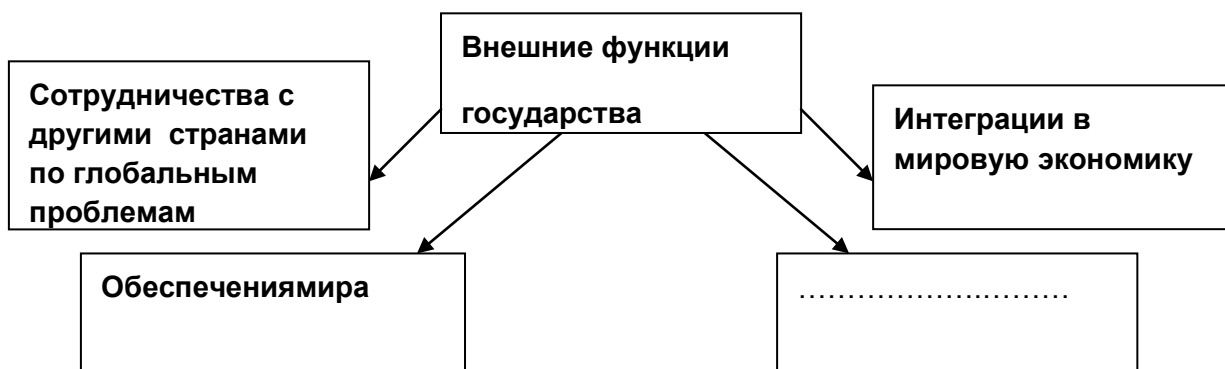 Внешние функции
государства
Сотрудничества с
другими странами
по глобальным
проблемам
Интеграции в
мировую экономику
Обеспечениямира
………………..………